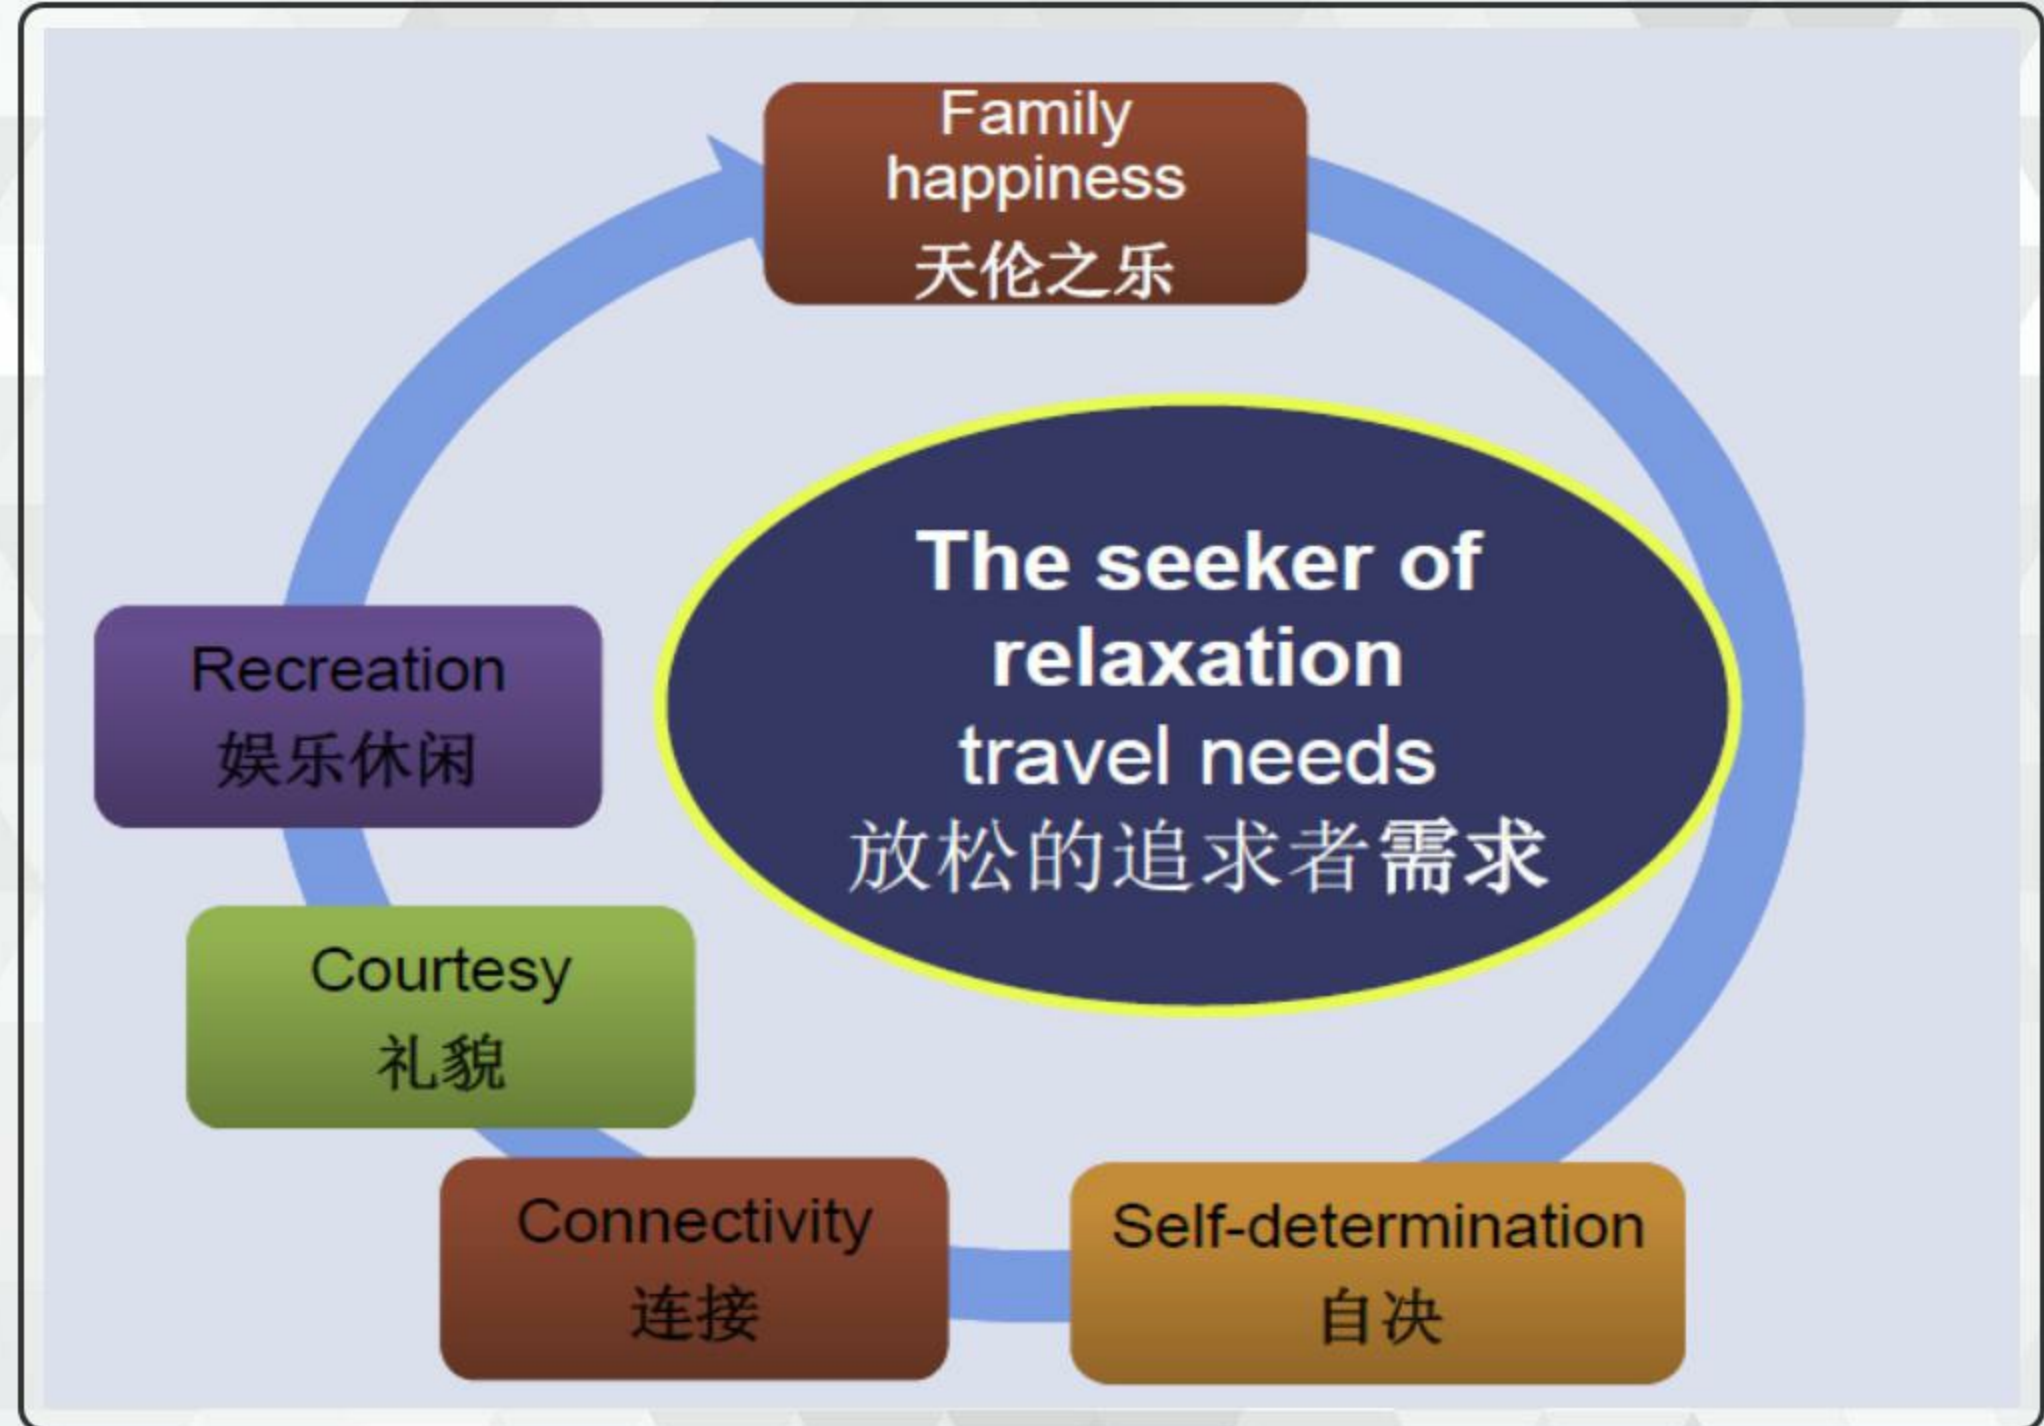 Family
happiness
天伦之乐
The seeker of
relaxation
travel needs
放松的追求者需求
Recreation
娱乐休闲
Courtesy
礼貌
Connectivity
连接
Self-determination
自决